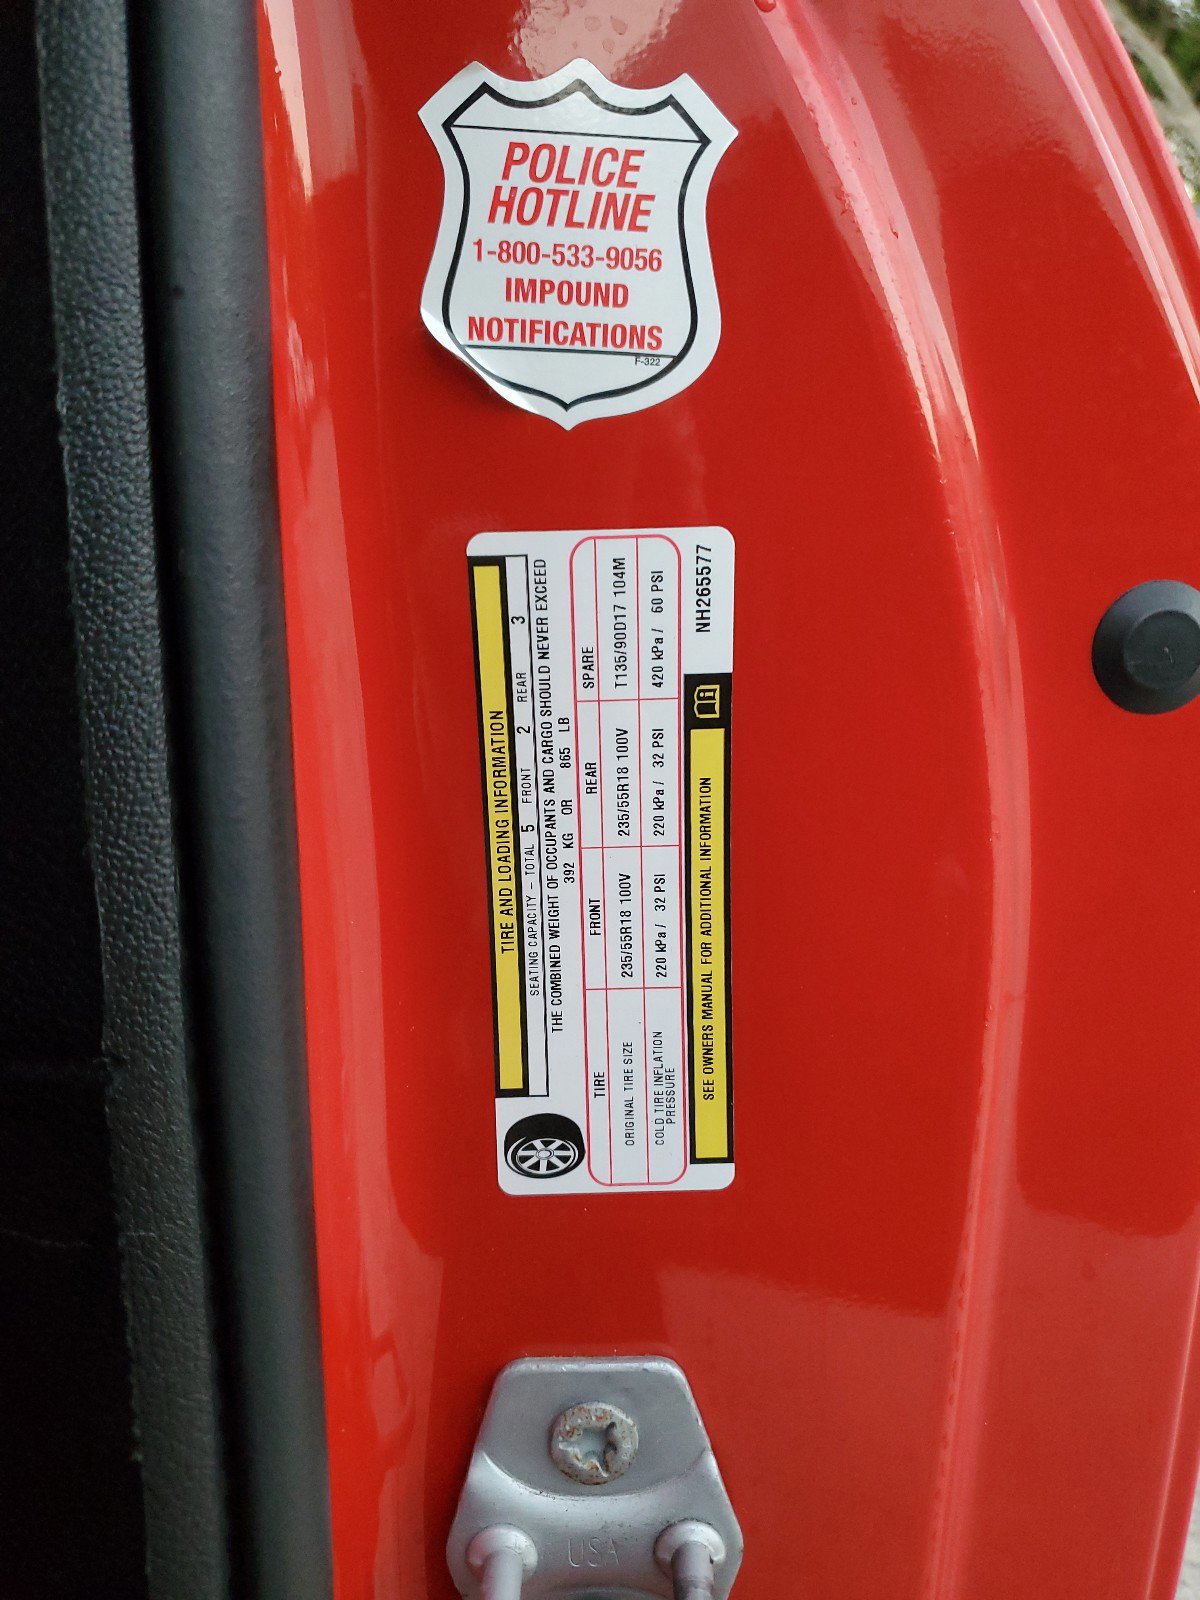 POLICE
HOTLINE
1-800-533-9056
IMPOUND
NOTIFICATIONS
F-322
TIRE AND LOADING INFORMATION
SEATING CAPACITY - TOTAL 5 FRONT 2 REAR 3
THE COMBINED WEIGHT OF OCCUPANTS AND CARGO SHOULD NEVER EXCEED
392 KG OR 865 LB
TIRE FRONT REAR SPARE
ORIGINAL TIRE SIZE 235/55R18 100V 235/55R18 100V T135/90D17 104M
COLD TIRE INFLATION
PRESSURE 220 kPa / 32 PSI 220 kPa / 32 PSI 420 kPa / 60 PSI
SEE OWNERS MANUAL FOR ADDITIONAL INFORMATION
NH265577
USA